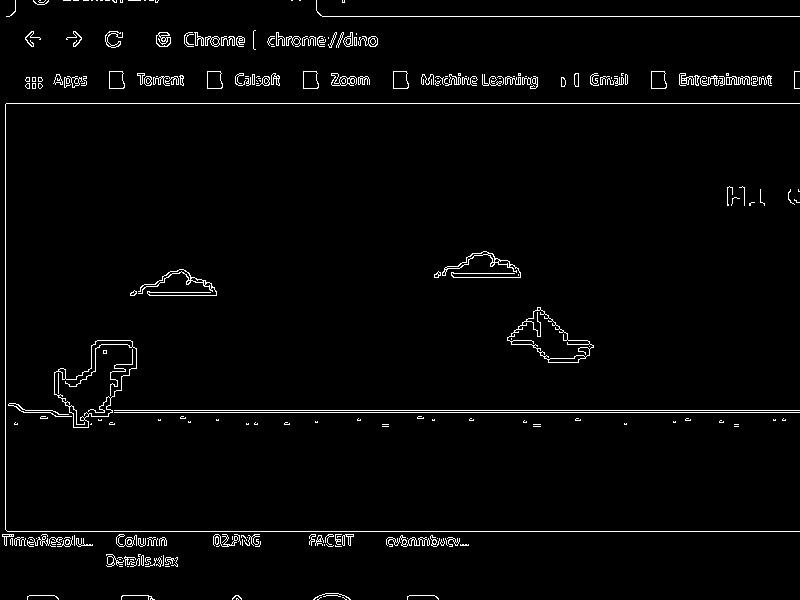 Chrome | chrome://dino
Apps Torrent Calsoft Zoom Machine Learning Gmail Entertainment
HI
TimerResolu... Column 02.PNG FACEIT cvbnmbvcv...
Details.xlsx